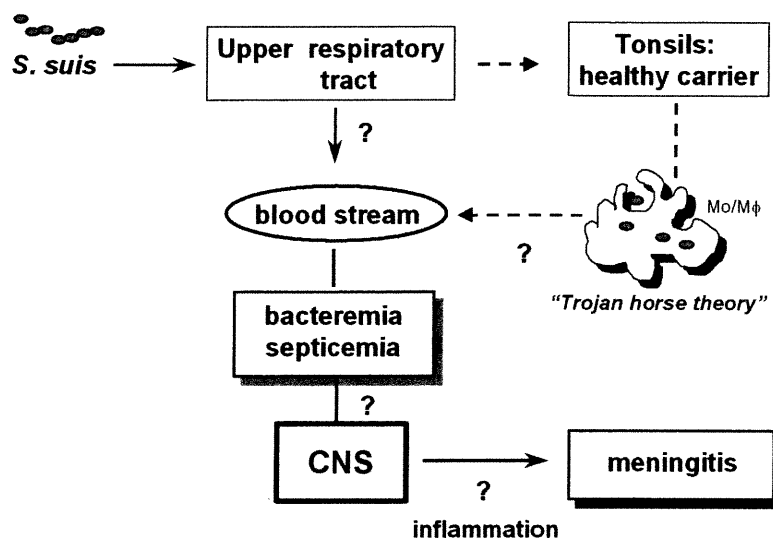 S. suis
Upper respiratory
tract
Tonsils:
healthy carrier
?
blood stream
Mo/MΦ
?
"Trojan horse theory"
bacteremia
septicemia
?
CNS
meningitis
?
inflammation